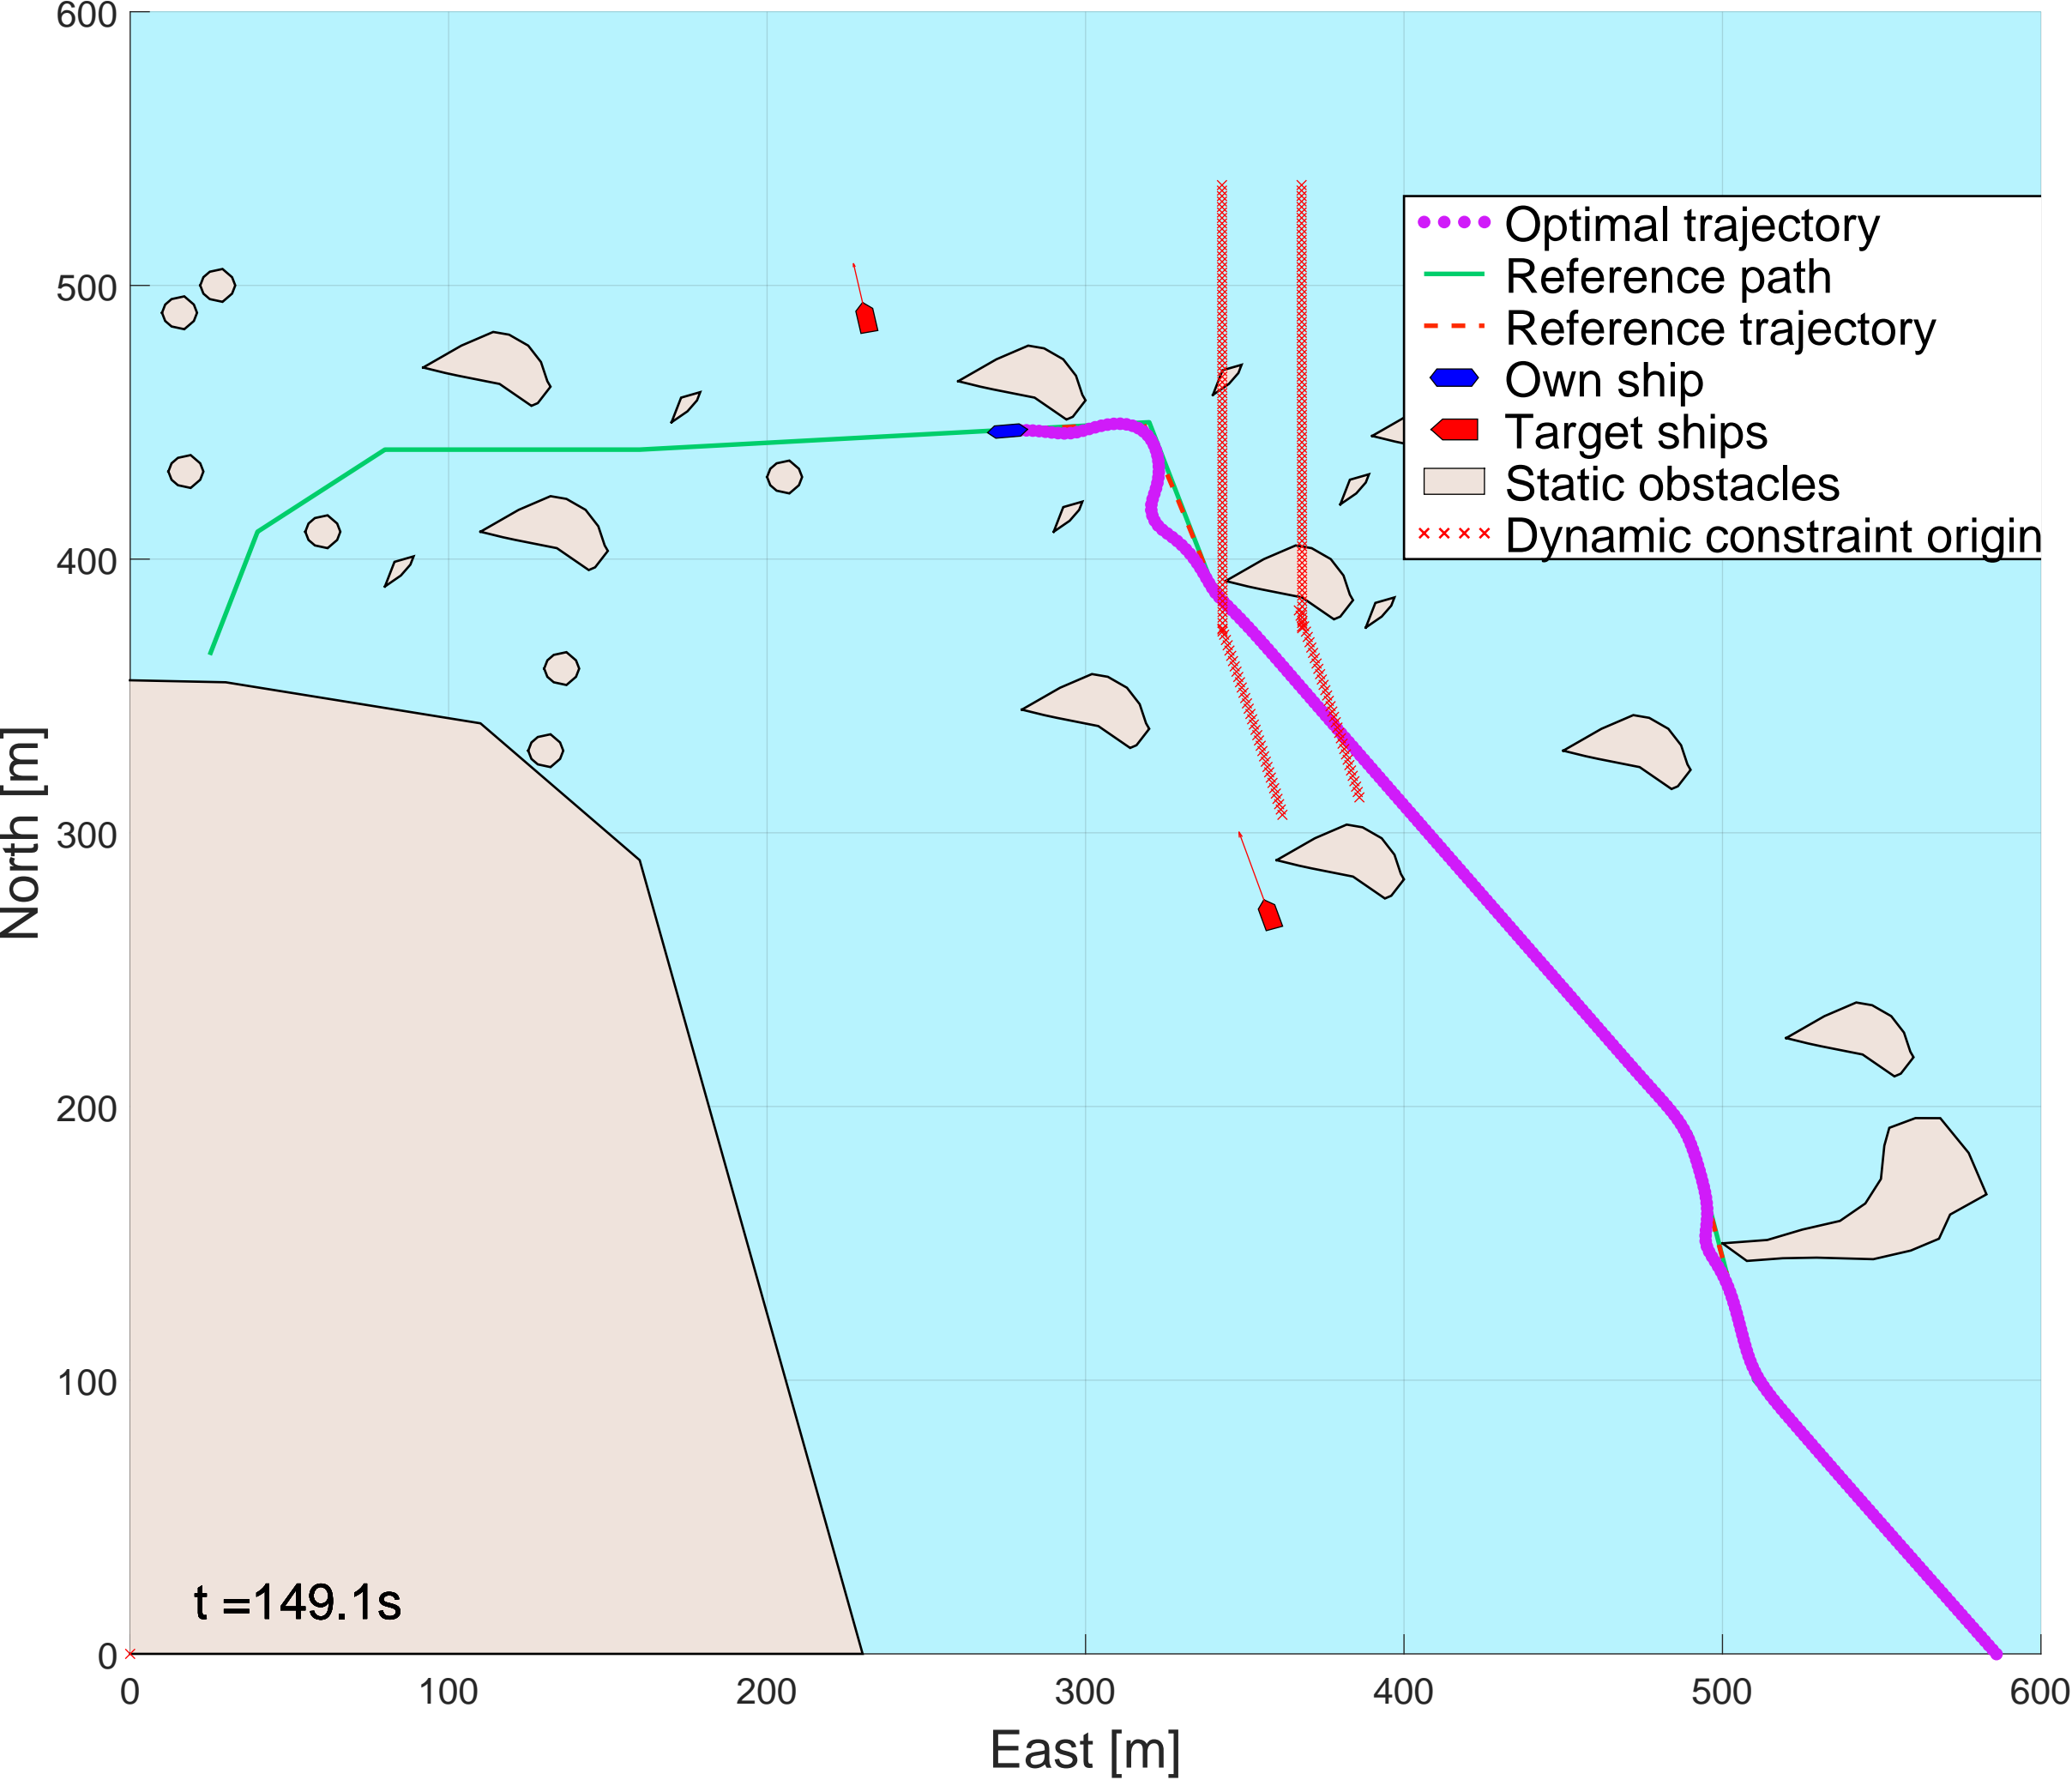 600
500
400
300
200
100
0
North [m]
Optimal trajectory
Reference path
Reference trajectory
Own ship
Target ships
Static obstacles
Dynamic constraint origin
t =149.1s
0
100
200
300
400
500
600
East [m]